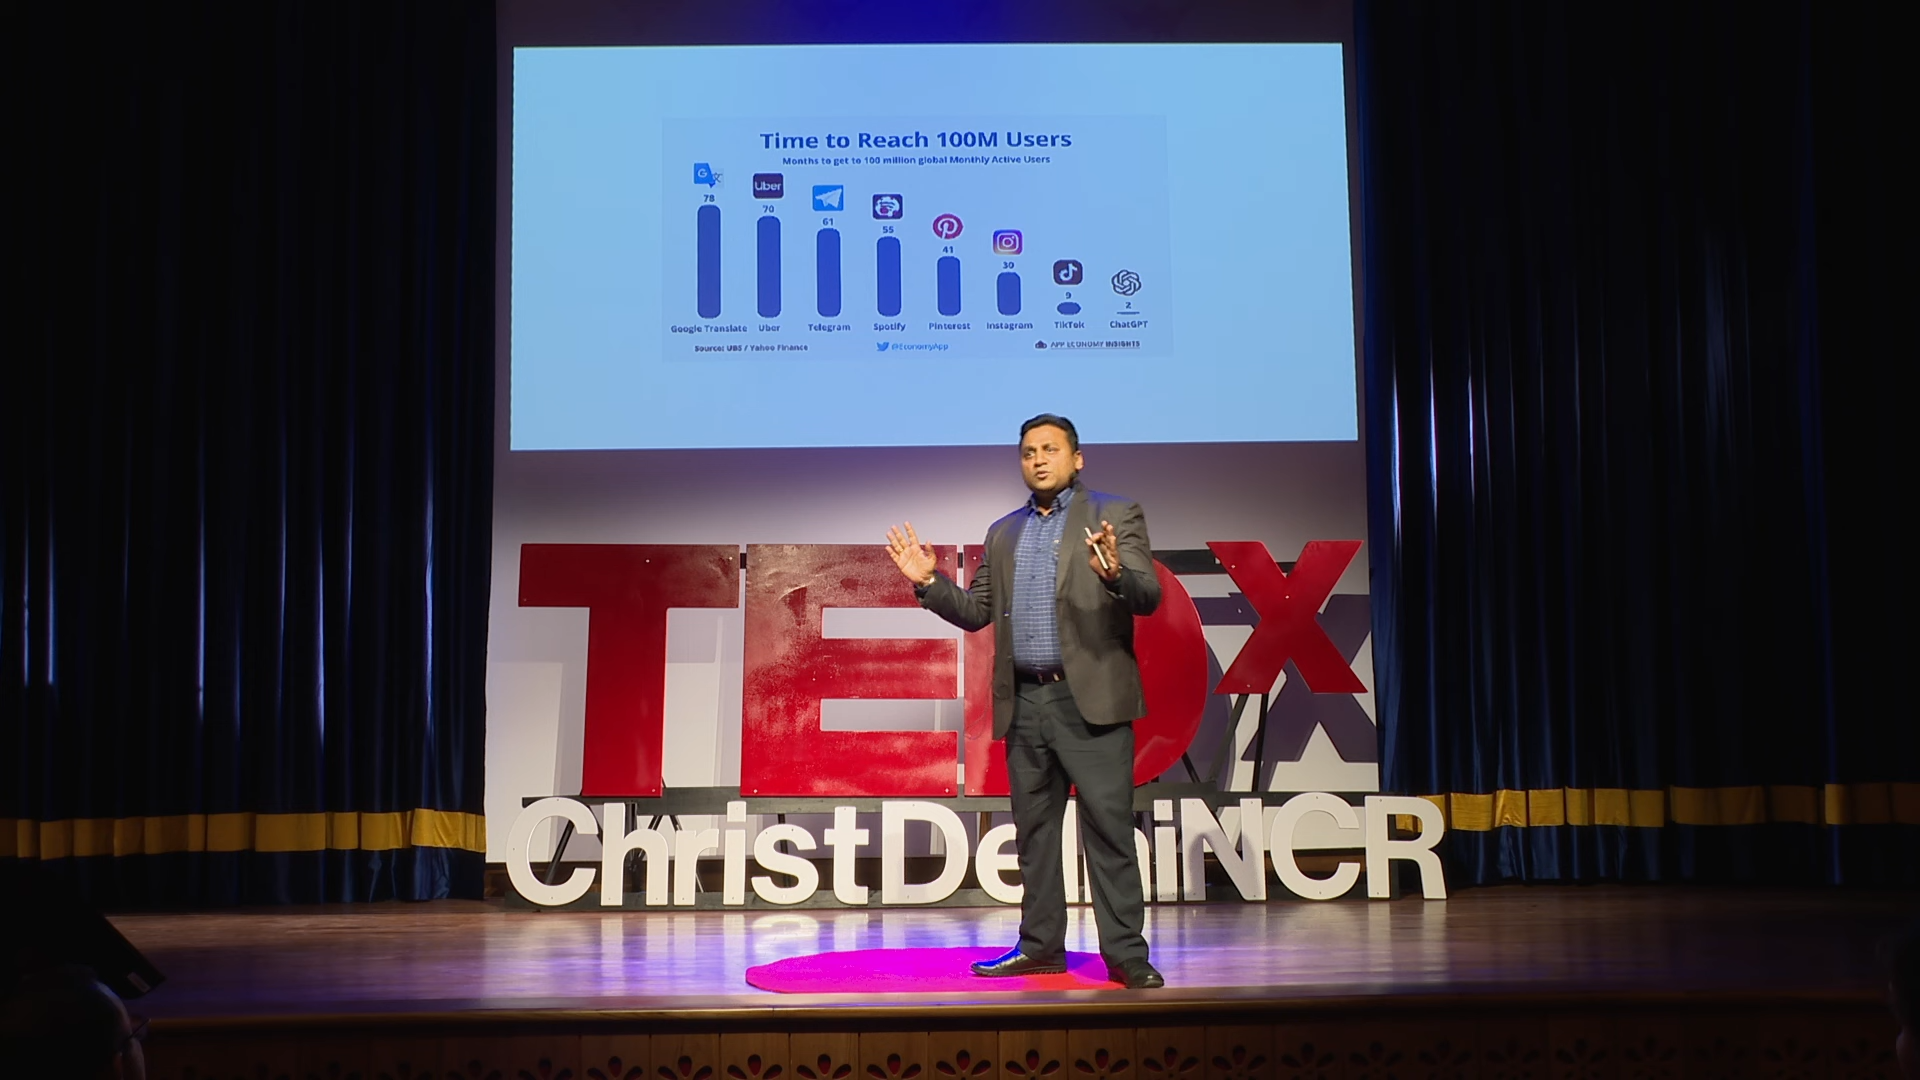 Time to Reach 100M Users
Months to get to 100 million global Monthly Active Users
G 文
Uber
78
70
61
55
41
30
9
2
Google Translate Uber Telegram Spotify Pinterest Instagram TikTok ChatGPT
Source: UBS / Yahoo Finance @EconomyApp APP ECONOMY INSIGHTS
TEDx
ChristDelhiNCR